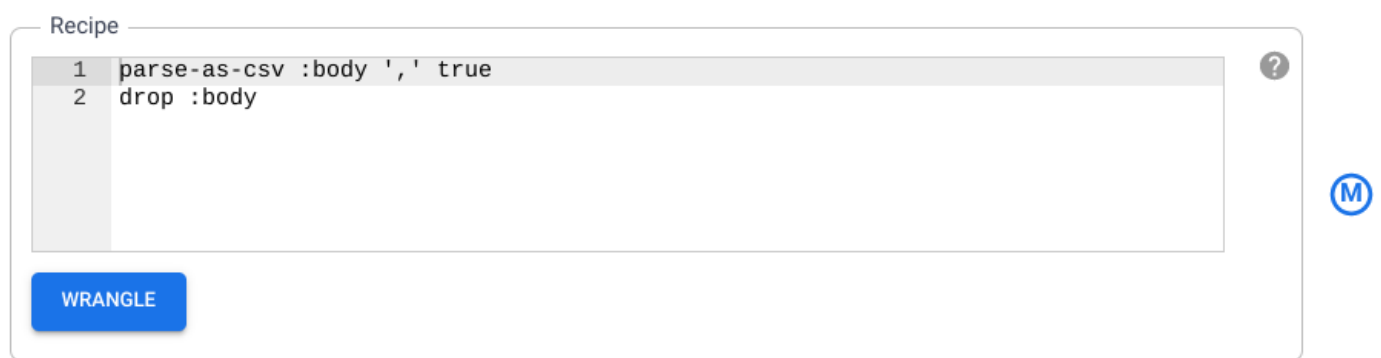 Recipe
1 parse-as-csv :body ',' true
2 drop :body
?
M
WRANGLE